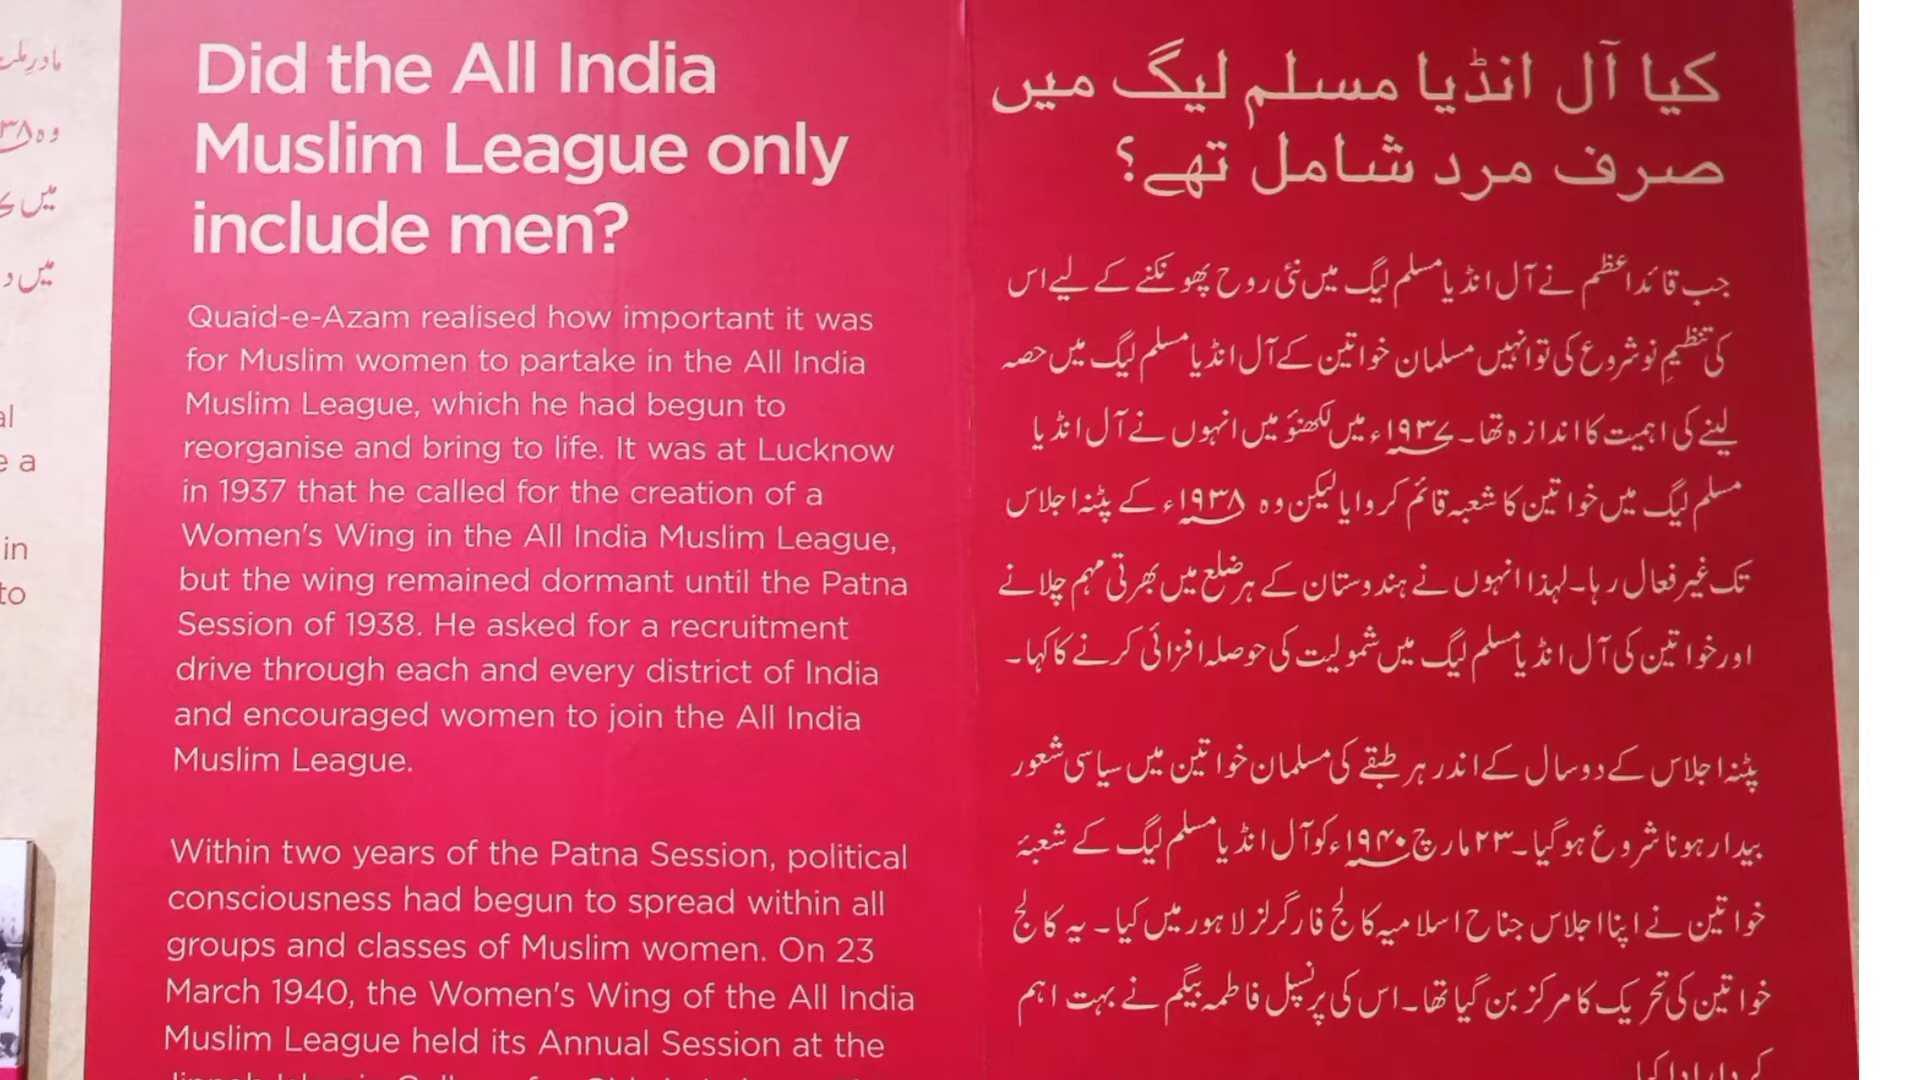 Did the All India
Muslim League only
include men?
Quaid-e-Azam realised how important it was
for Muslim women to partake in the All India
Muslim League, which he had begun to
reorganise and bring to life. It was at Lucknow
in 1937 that he called for the creation of a
Women's Wing in the All India Muslim League,
but the wing remained dormant until the Patna
Session of 1938. He asked for a recruitment
drive through each and every district of India
and encouraged women to join the All India
Muslim League.
Within two years of the Patna Session, political
consciousness had begun to spread within all
groups and classes of Muslim women. On 23
March 1940, the Women's Wing of the All India
Muslim League held its Annual Session at the
کیا آل انڈیا مسلم لیگ میں
صرف مرد شامل تھے؟
جب قائداعظم نے آل انڈیا مسلم لیگ میں نئی روح پھونکنے کے لیے اس
کی تنظیمِ نو شروع کی تو انہیں مسلمان خواتین کے آل انڈیا مسلم لیگ میں حصہ
لینے کی اہمیت کا اندازہ تھا۔ ۱۹۳۷ء میں لکھنؤ میں انہوں نے آل انڈیا
مسلم لیگ میں خواتین کا شعبہ قائم کروایا لیکن وہ ۱۹۳۸ء کے پٹنہ اجلاس
تک غیر فعال رہا۔ لہذا انہوں نے ہندوستان کے ہر ضلع میں بھرتی مہم چلانے
اور خواتین کی آل انڈیا مسلم لیگ میں شمولیت کی حوصلہ افزائی کرنے کا کہا۔
پٹنہ اجلاس کے دو سال کے اندر ہر طبقے کی مسلمان خواتین میں سیاسی شعور
بیدار ہونا شروع ہو گیا۔ ۲۳ مارچ ۱۹۴۰ء کو آل انڈیا مسلم لیگ کے شعبۂ
خواتین نے اپنا اجلاس جناح اسلامیہ کالج فار گرلز لاہور میں کیا۔ یہ کالج
خواتین کی تحریک کا مرکز بن گیا تھا۔ اس کی پرنسپل فاطمہ بیگم نے بہت اہم
مادرِ ملت
وہ
میں
میں د
al
e a
in
to